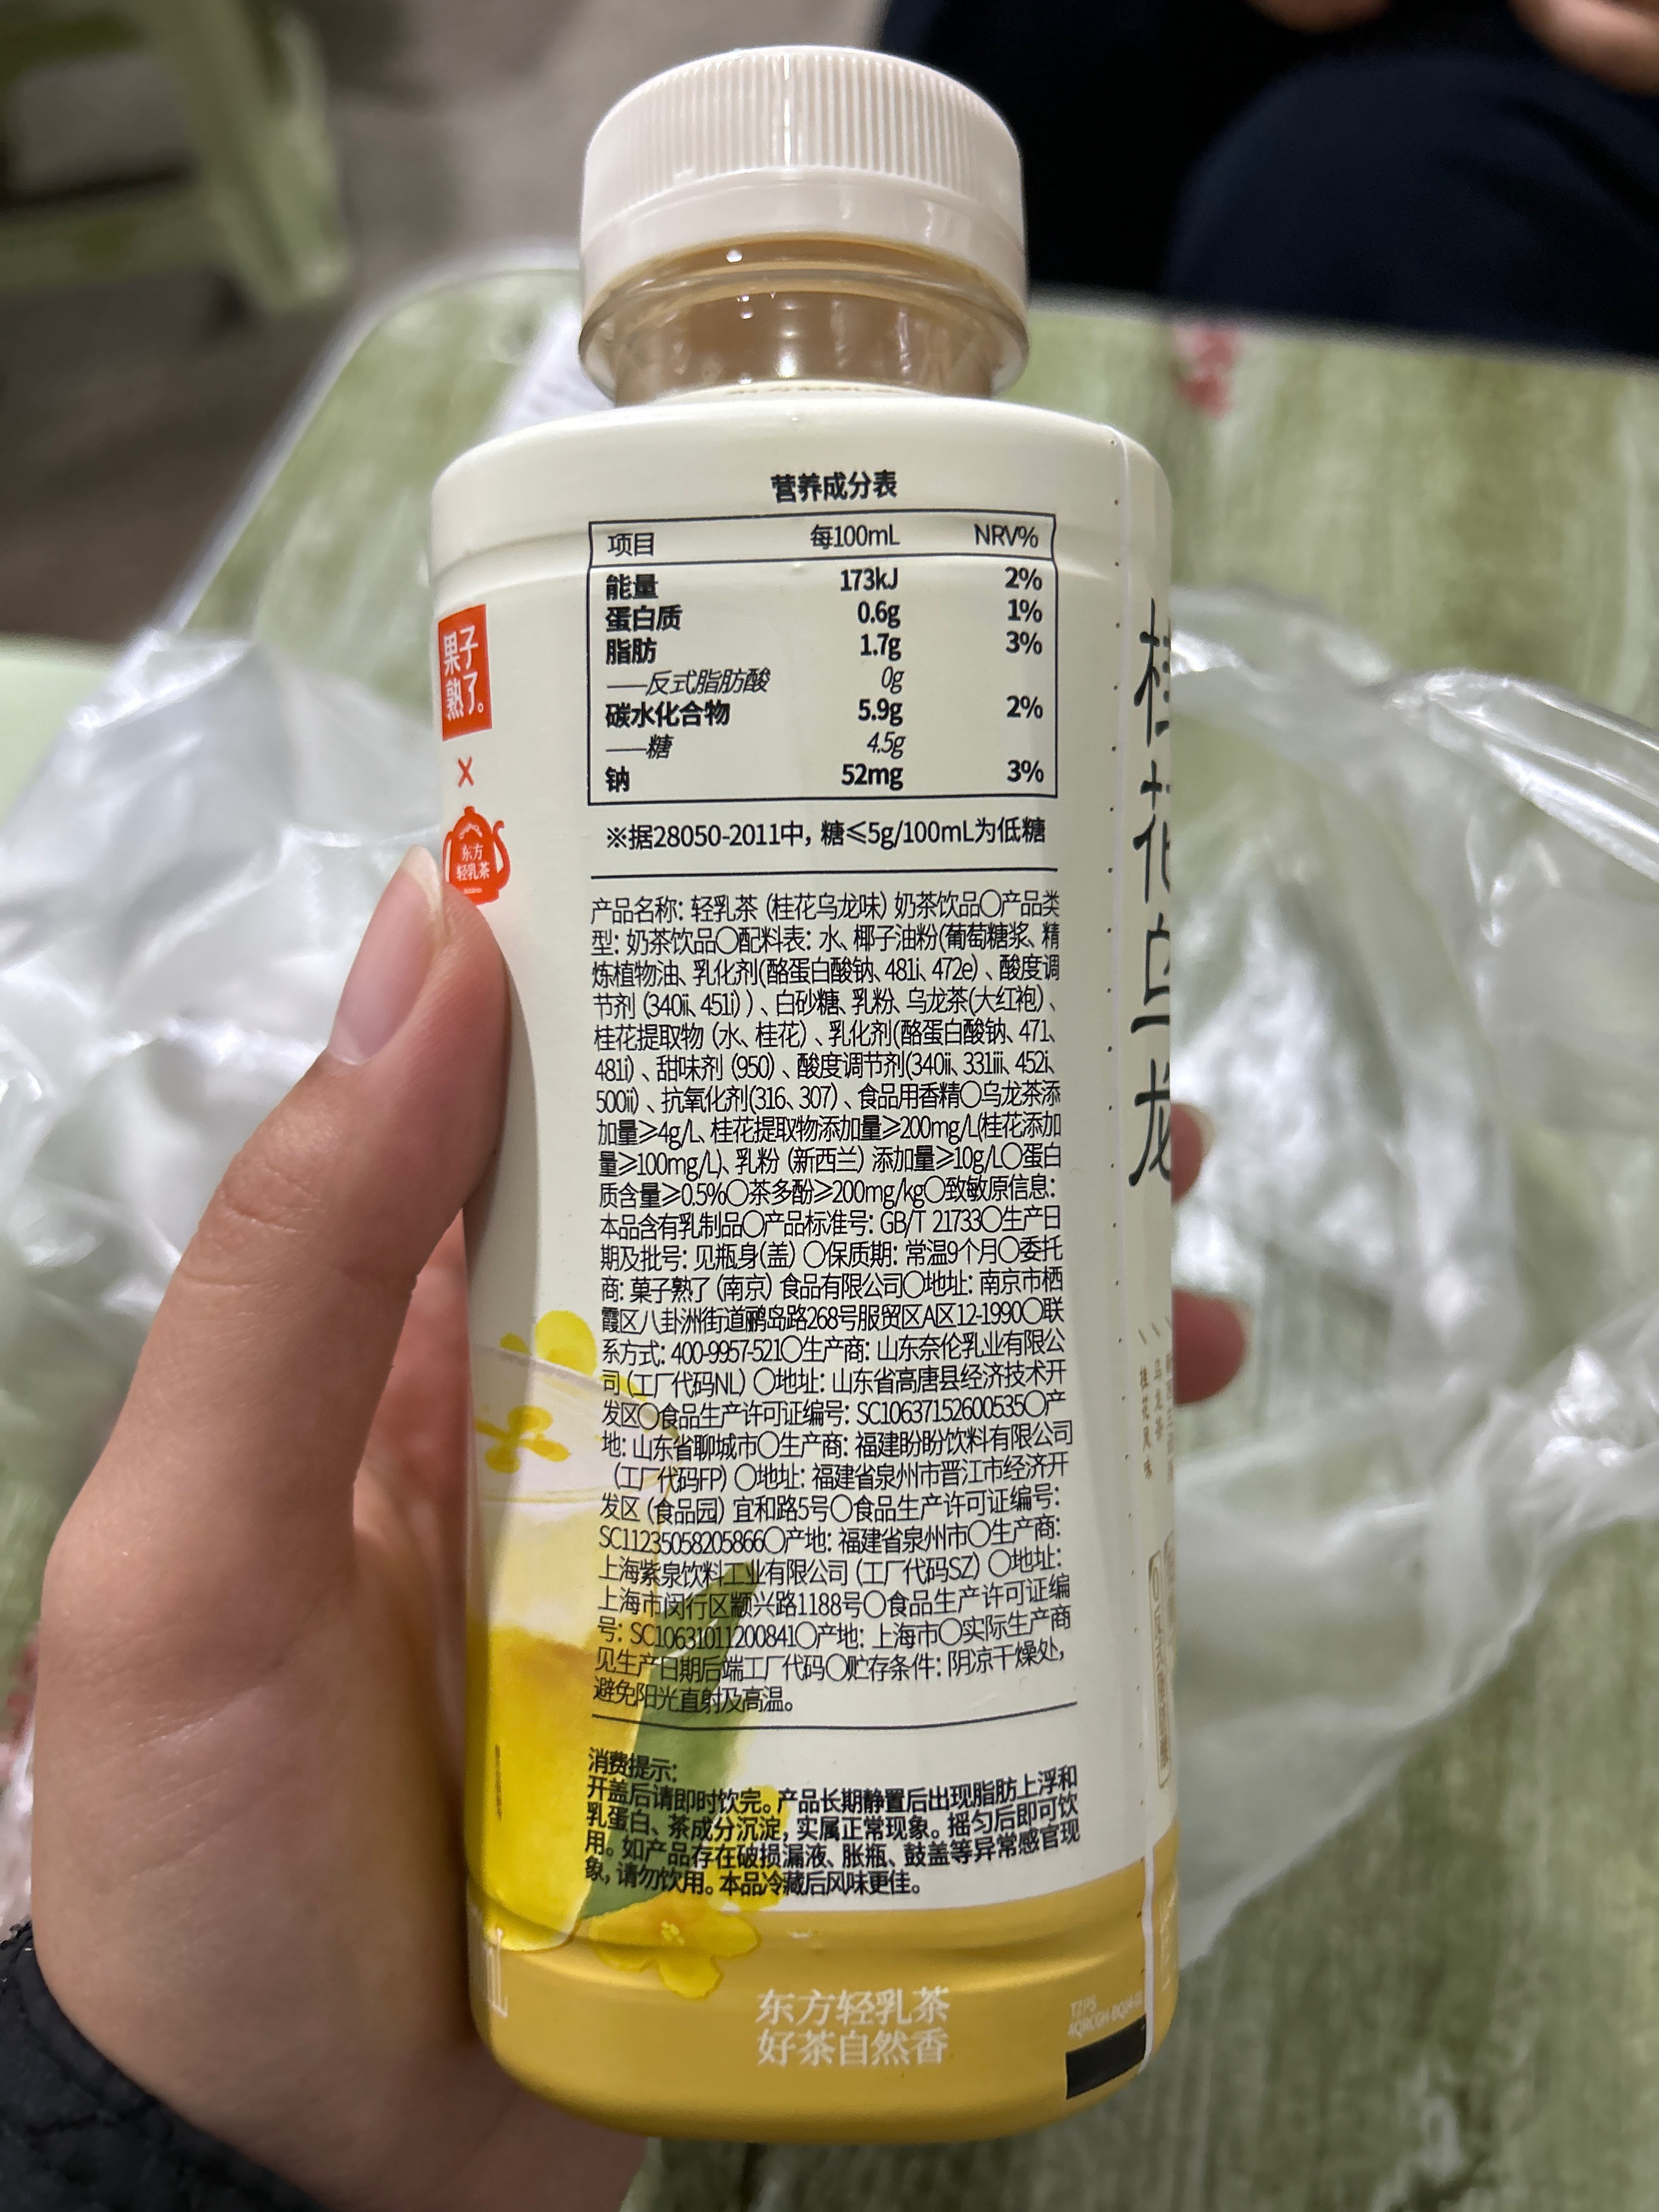 营养成分表
项目 每100mL NRV%
能量 173kJ 2%
蛋白质 0.6g 1%
脂肪 1.7g 3%
——反式脂肪酸 0g
碳水化合物 5.9g 2%
——糖 4.5g
钠 52mg 3%
※据28050-2011中，糖≤5g/100mL为低糖
产品名称：轻乳茶（桂花乌龙味）奶茶饮品〇产品类
型：奶茶饮品〇配料表：水、椰子油粉(葡萄糖浆、精
炼植物油、乳化剂(酪蛋白酸钠、481i、472e）、酸度调
节剂（340ii、451i)）、白砂糖、乳粉、乌龙茶(大红袍）、
桂花提取物（水、桂花）、乳化剂(酪蛋白酸钠、471、
481i）、甜味剂（950）、酸度调节剂(340ii、331iii、452i、
500ii）、抗氧化剂(316、307）、食品用香精〇乌龙茶添
加量≥4g/L、桂花提取物添加量≥200mg/L(桂花添加
量≥100mg/L)、乳粉（新西兰）添加量≥10g/L〇蛋白
质含量≥0.5%〇茶多酚≥200mg/kg〇致敏原信息：
本品含有乳制品〇产品标准号：GB/T 21733〇生产日
期及批号：见瓶身(盖）〇保质期：常温9个月〇委托
商：菓子熟了（南京）食品有限公司〇地址：南京市栖
霞区八卦洲街道鹂岛路268号服贸区A区12-1990〇联
系方式：400-9957-521〇生产商：山东奈伦乳业有限公
司（工厂代码NL）〇地址：山东省高唐县经济技术开
发区〇食品生产许可证编号：SC10637152600535〇产
地：山东省聊城市〇生产商：福建盼盼饮料有限公司
（工厂代码FP）〇地址：福建省泉州市晋江市经济开
发区（食品园）宜和路5号〇食品生产许可证编号：
SC11235058205866〇产地：福建省泉州市〇生产商：
上海紫泉饮料工业有限公司（工厂代码SZ）〇地址：
上海市闵行区颛兴路1188号〇食品生产许可证编
号：SC10631011200841〇产地：上海市〇实际生产商
见生产日期后端工厂代码〇贮存条件：阴凉干燥处，
避免阳光直射及高温。
消费提示：
开盖后请即时饮完。产品长期静置后出现脂肪上浮和
乳蛋白、茶成分沉淀，实属正常现象。摇匀后即可饮
用。如产品存在破损漏液、胀瓶、鼓盖等异常感官现
象，请勿饮用。本品冷藏后风味更佳。
东方轻乳茶
好茶自然香
果子
熟了。
×
东方
轻乳茶
桂花乌龙
乌龙茶
桂花风味
TZPS